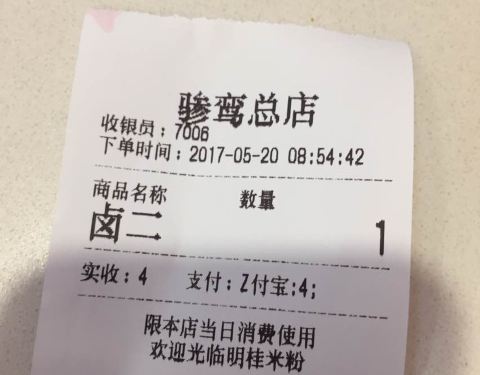 骖鸾总店
收银员：7006
下单时间：2017-05-20 08:54:42
商品名称 数量
卤二 1
实收：4 支付：Z付宝:4;
限本店当日消费使用
欢迎光临明桂米粉